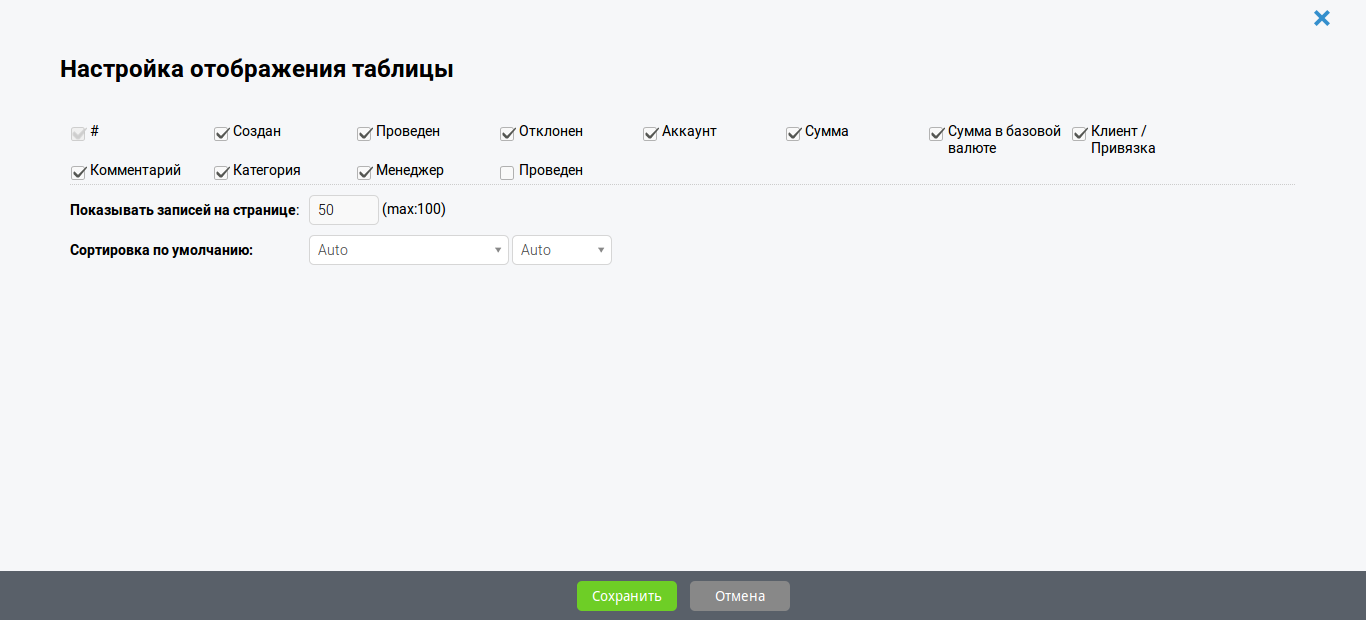 Настройка отображения таблицы
# Создан Проведен Отклонен Аккаунт Сумма Сумма в базовой Клиент /
валюте Привязка
Комментарий Категория Менеджер Проведен
Показывать записей на странице: 50 (max:100)
Сортировка по умолчанию: Auto Auto
Сохранить Отмена